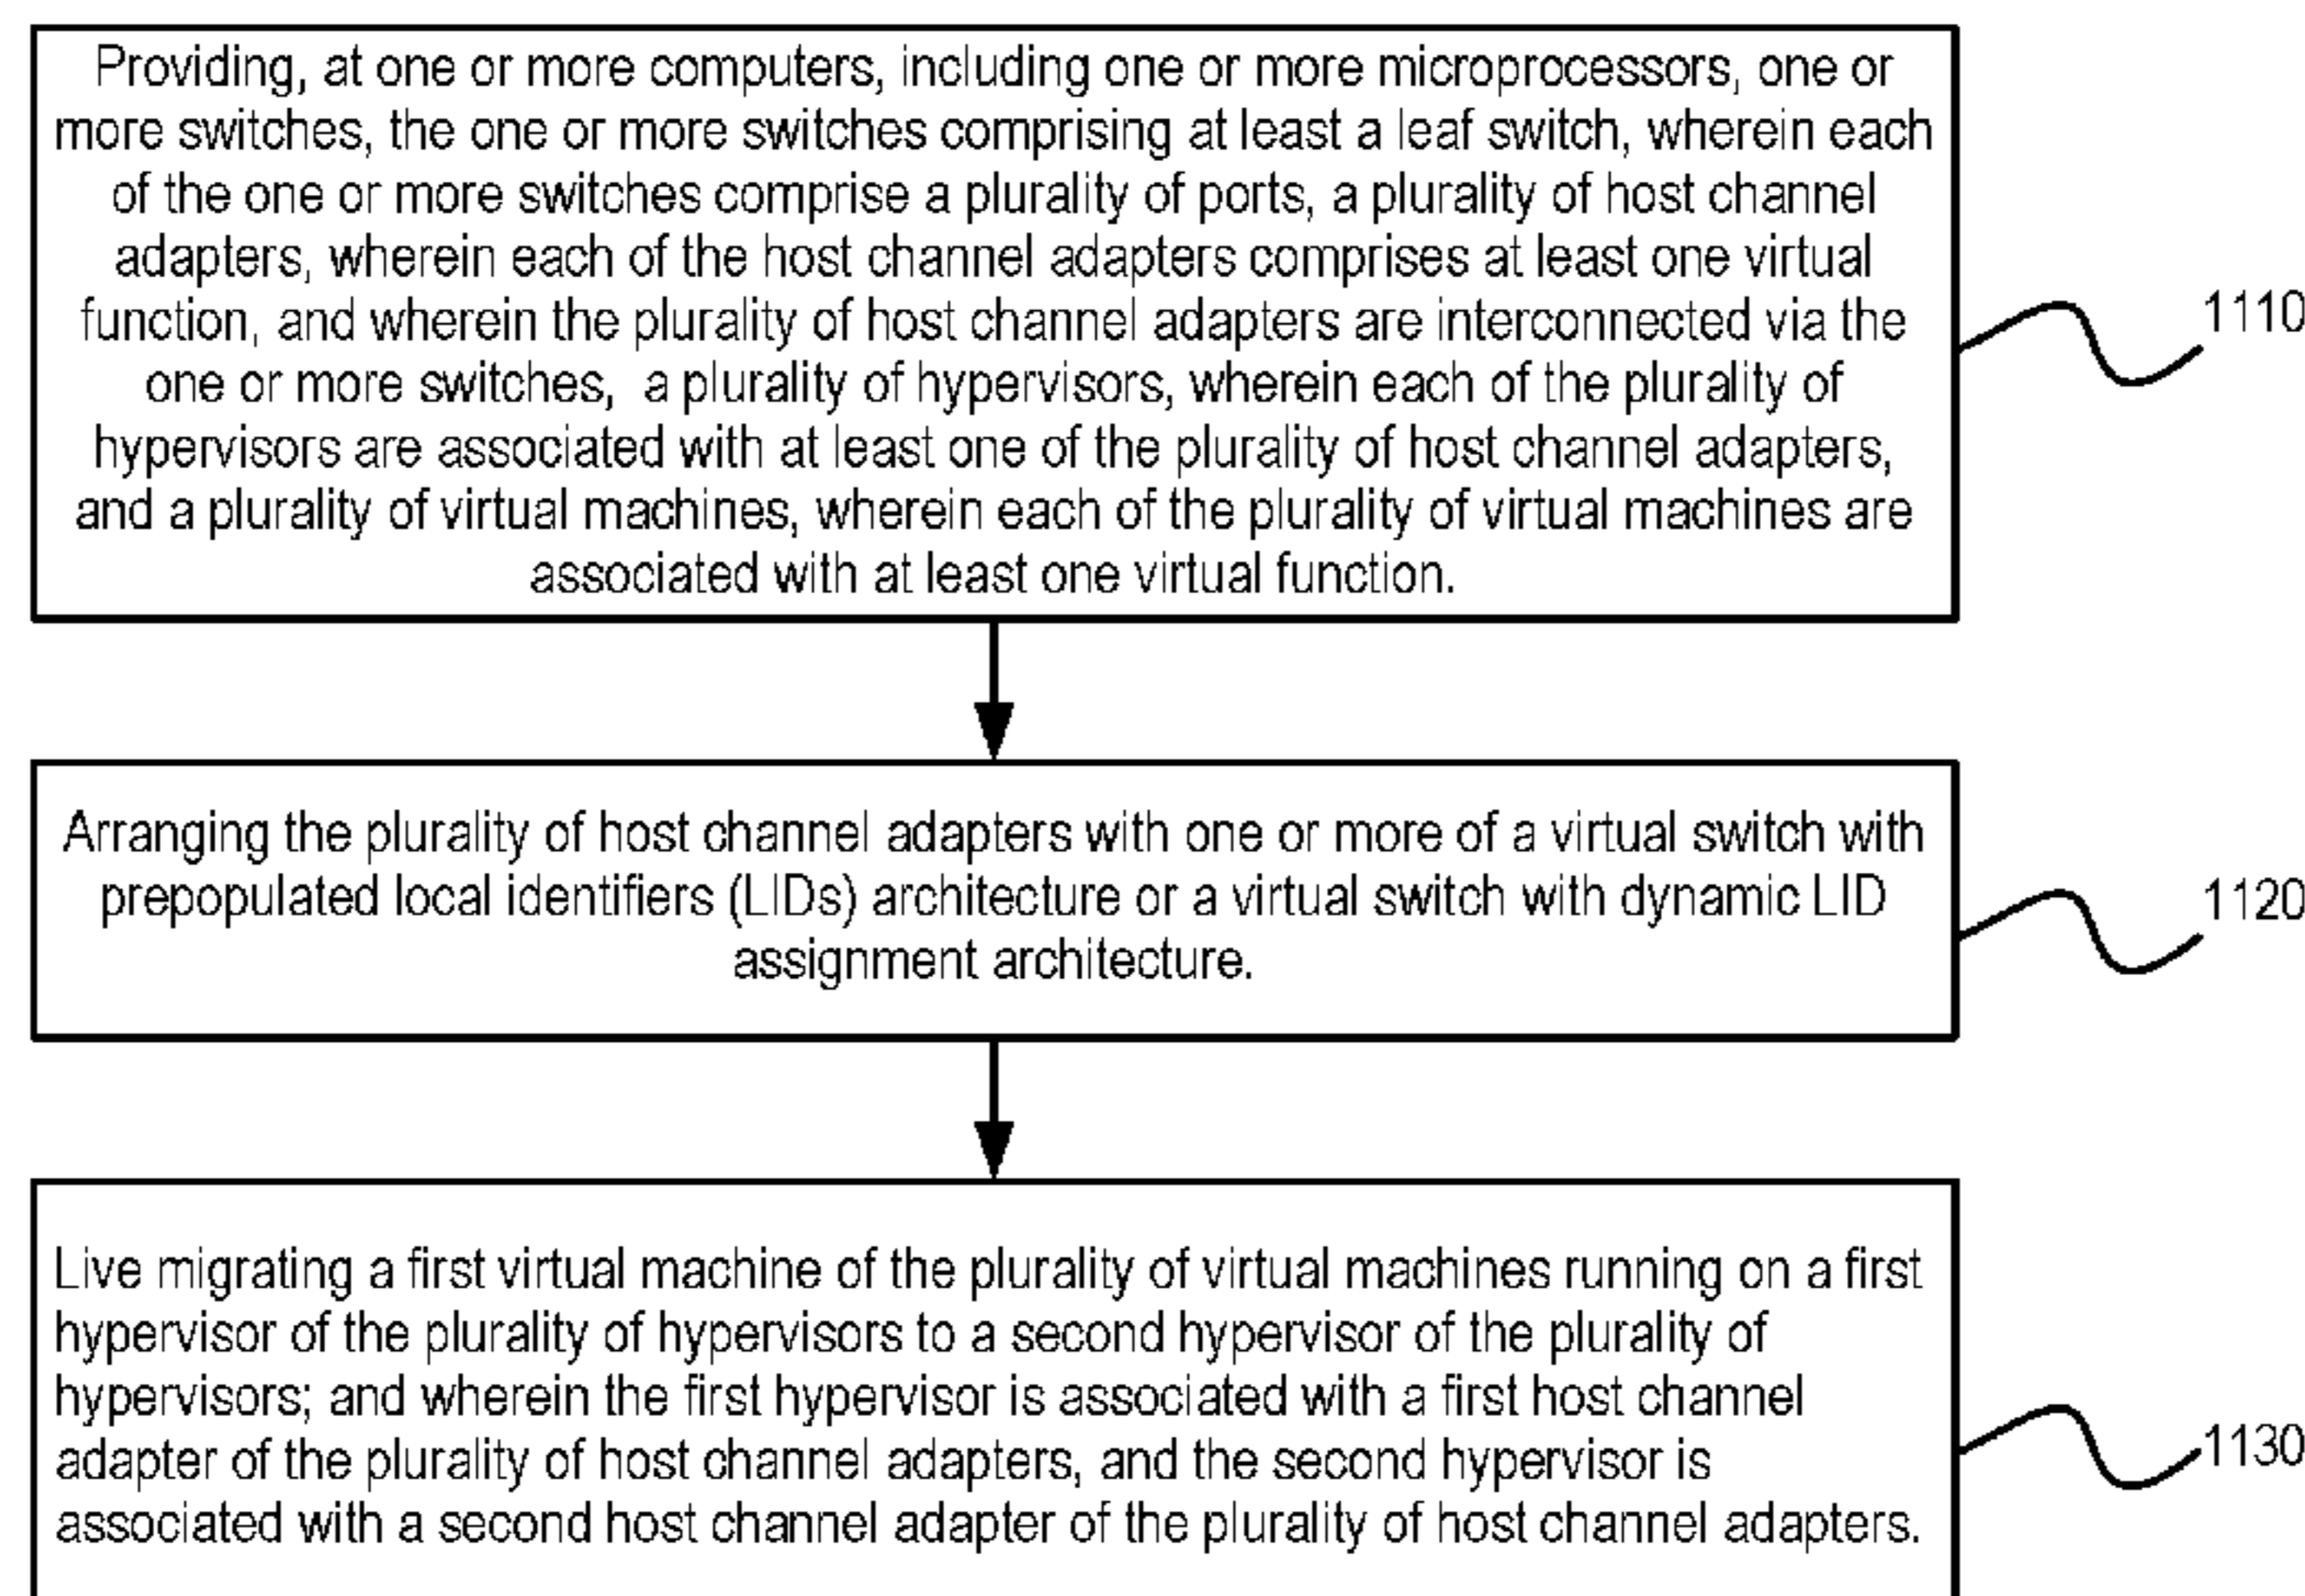 Providing, at one or more computers, including one or more microprocessors, one or
more switches, the one or more switches comprising at least a leaf switch, wherein each
of the one or more switches comprise a plurality of ports, a plurality of host channel
adapters, wherein each of the host channel adapters comprises at least one virtual
function, and wherein the plurality of host channel adapters are interconnected via the
one or more switches, a plurality of hypervisors, wherein each of the plurality of
hypervisors are associated with at least one of the plurality of host channel adapters,
and a plurality of virtual machines, wherein each of the plurality of virtual machines are
associated with at least one virtual function.
1110
Arranging the plurality of host channel adapters with one or more of a virtual switch with
prepopulated local identifiers (LIDs) architecture or a virtual switch with dynamic LID
assignment architecture.
1120
Live migrating a first virtual machine of the plurality of virtual machines running on a first
hypervisor of the plurality of hypervisors to a second hypervisor of the plurality of
hypervisors; and wherein the first hypervisor is associated with a first host channel
adapter of the plurality of host channel adapters, and the second hypervisor is
associated with a second host channel adapter of the plurality of host channel adapters.
1130